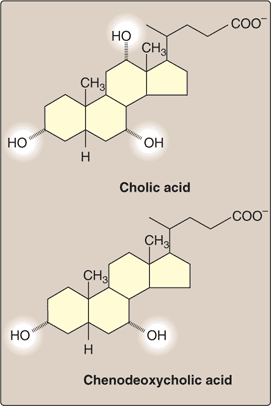 COO⁻
HO
CH₃
CH₃
HO
OH
H
Cholic acid
COO⁻
CH₃
CH₃
HO
OH
H
Chenodeoxycholic acid